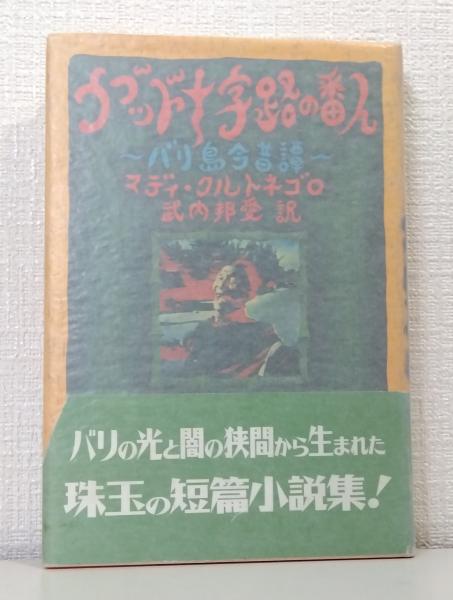 ウブッド十字路の番人
～バリ島今昔譚～
マディ・クルトネゴロ
武内邦愛 訳
バリの光と闇の狭間から生まれた
珠玉の短篇小説集！